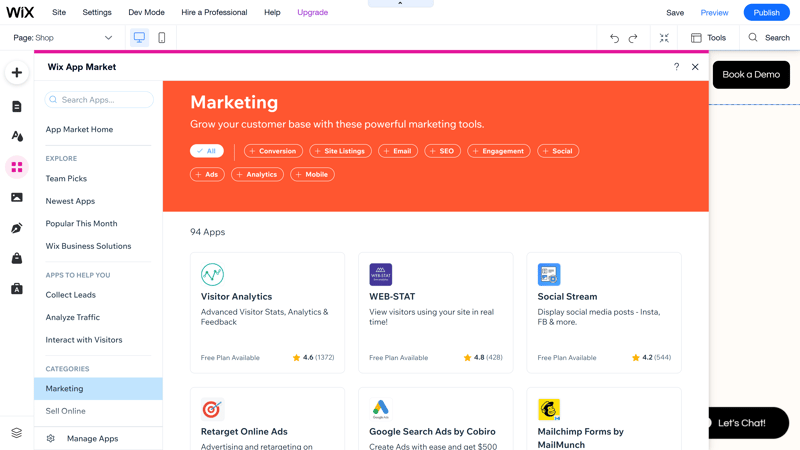 WiX Site Settings Dev Mode Hire a Professional Help Upgrade Save Preview Publish
Page: Shop Tools Search
Wix App Market ?
Search Apps...
App Market Home
EXPLORE
Team Picks
Newest Apps
Popular This Month
Wix Business Solutions
APPS TO HELP YOU
Collect Leads
Analyze Traffic
Interact with Visitors
CATEGORIES
Marketing
Sell Online
Manage Apps
Marketing
Grow your customer base with these powerful marketing tools.
All + Conversion + Site Listings + Email + SEO + Engagement + Social
+ Ads + Analytics + Mobile
94 Apps
Visitor Analytics
Advanced Visitor Stats, Analytics &
Feedback
Free Plan Available 4.6 (1372)
WEB-STAT
WEB-STAT
View visitors using your site in real
time!
Free Plan Available 4.8 (428)
Social Stream
Display social media posts - Insta,
FB & more.
Free Plan Available 4.2 (544)
Retarget Online Ads
Advertising and retargeting on
Google Ads
Google Search Ads by Cobiro
Create Ads with ease and get $500
Mailchimp Forms by
MailMunch
Book a Demo
Let's Chat!